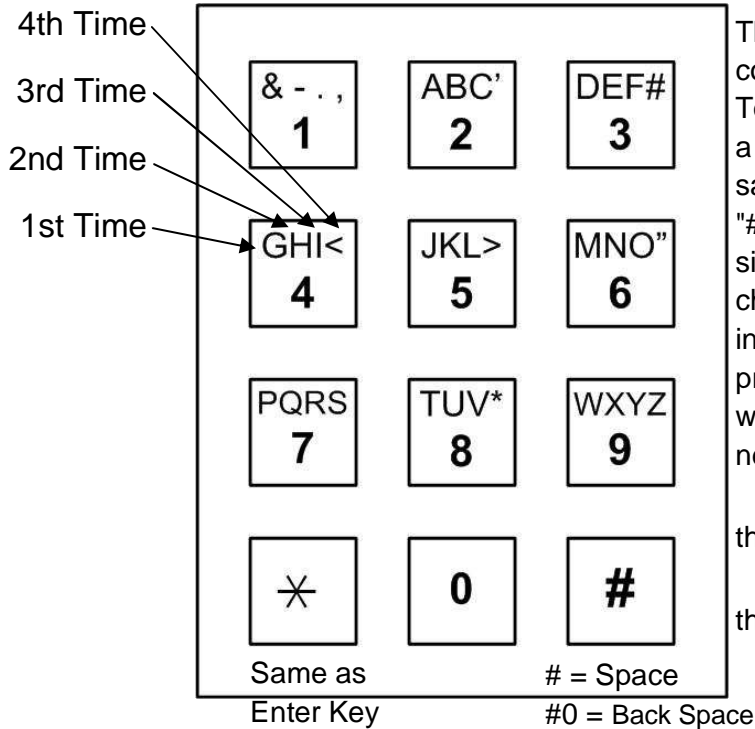 4th Time
3rd Time
2nd Time
1st Time
& - . ,
1
ABC'
2
DEF#
3
GHI<
4
JKL>
5
MNO”
6
PQRS
7
TUV*
8
WXYZ
9
*
0
#
Same as
Enter Key
# = Space
#0 = Back Space
a
"#